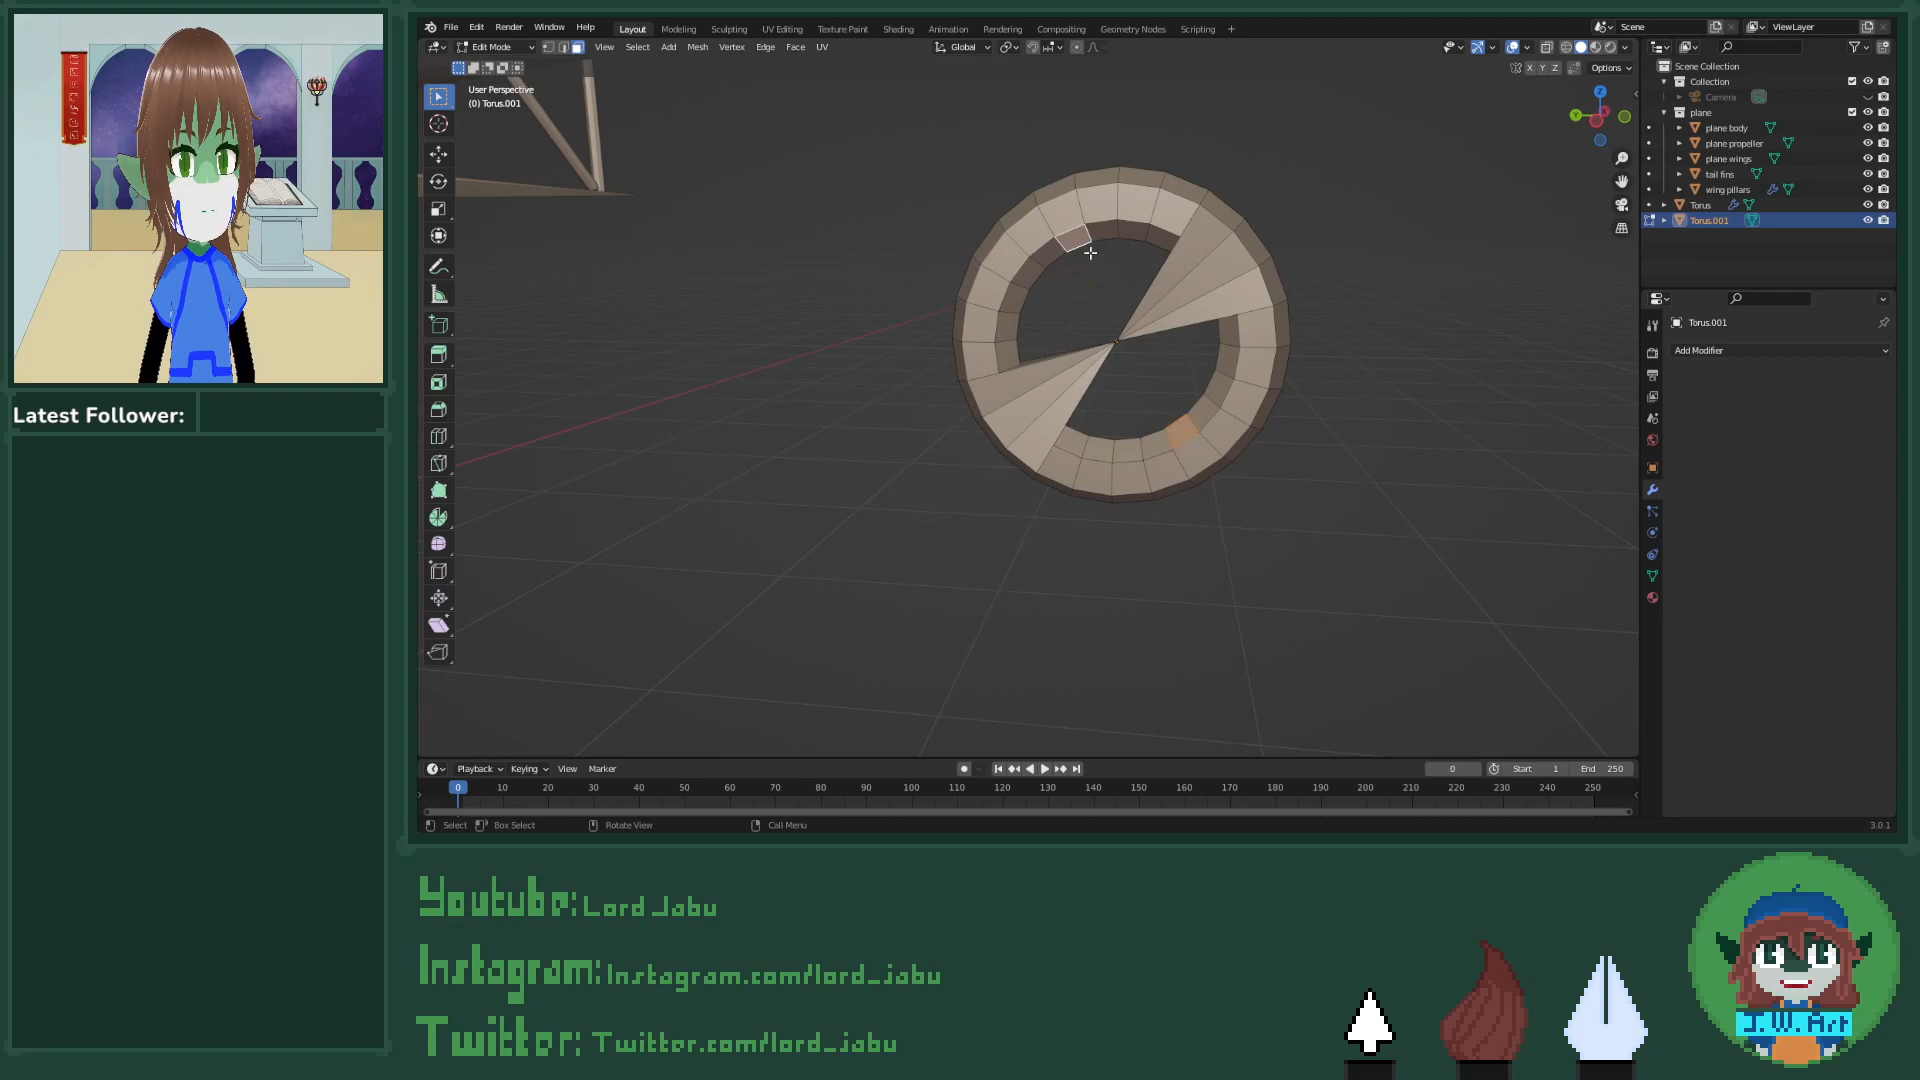 File Edit Render Window Help Layout Modeling Sculpting UV Editing Texture Paint Shading Animation Rendering Compositing Geometry Nodes Scripting + Scene ViewLayer
Edit Mode View Select Add Mesh Vertex Edge Face UV Global
X Y Z Options
User Perspective
(0) Torus.001
Z
Y
Scene Collection
Collection
Camera
plane
plane body
plane propeller
plane wings
tail fins
wing pillars
Torus
Torus.001
Torus.001
Add Modifier
Latest Follower:
Playback Keying View Marker 0 Start 1 End 250
0 10 20 30 40 50 60 70 80 90 100 110 120 130 140 150 160 170 180 190 200 210 220 230 240 250
Select Box Select Rotate View Call Menu 3.0.1
Youtube: Lord Jabu
Instagram: Instagram.com/lord_jabu
Twitter: Twitter.com/lord_jabu
J.W. Art